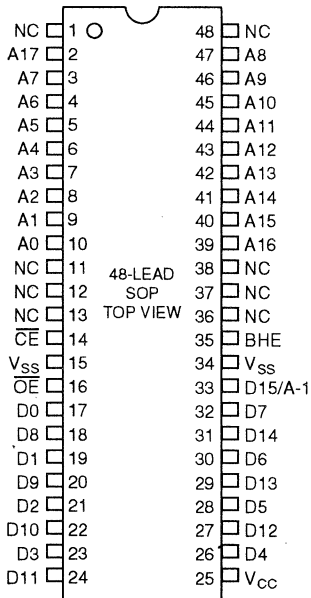 NC 1 48 NC
A17 2 47 A8
A7 3 46 A9
A6 4 45 A10
A5 5 44 A11
A4 6 43 A12
A3 7 42 A13
A2 8 41 A14
A1 9 40 A15
A0 10 39 A16
NC 11 48-LEAD 38 NC
NC 12 SOP 37 NC
NC 13 TOP VIEW 36 NC
CE 14 35 BHE
VSS 15 34 VSS
OE 16 33 D15/A-1
D0 17 32 D7
D8 18 31 D14
D1 19 30 D6
D9 20 29 D13
D2 21 28 D5
D10 22 27 D12
D3 23 26 D4
D11 24 25 VCC